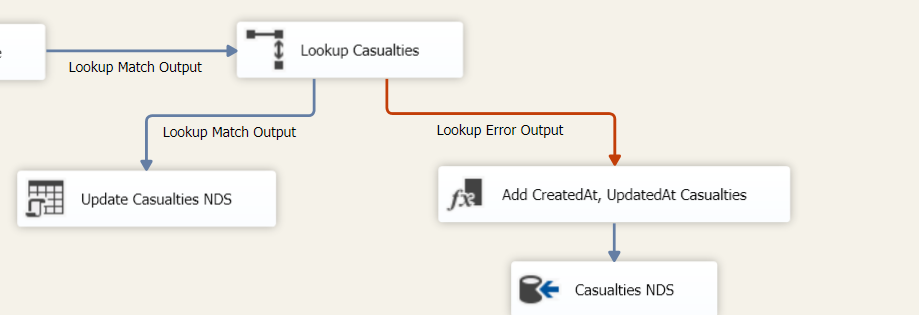 e
Lookup Match Output
Lookup Casualties
Lookup Match Output
Lookup Error Output
Update Casualties NDS
Add CreatedAt, UpdatedAt Casualties
Casualties NDS